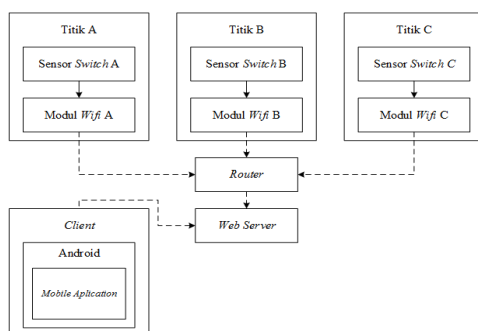 Titik A
Titik B
Titik C
Sensor Switch A
Sensor Switch B
Sensor Switch C
Modul Wifi A
Modul Wifi B
Modul Wifi C
Router
Client
Web Server
Android
Mobile Aplication